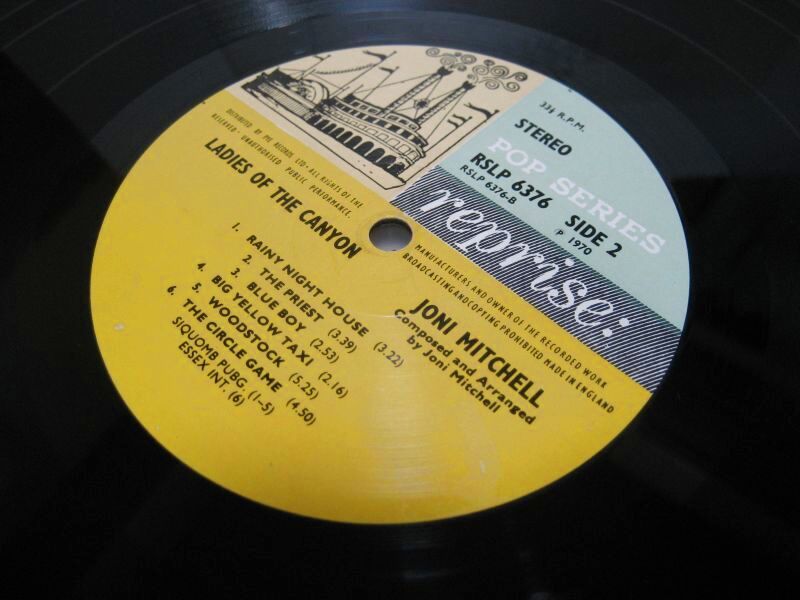 33⅓ R.P.M.
STEREO
POP SERIES
RSLP 6376
RSLP 6376-B
SIDE 2
℗ 1970
reprise:
DISTRIBUTED BY PYE RECORDS LTD • ALL RIGHTS OF THE
RESERVED • UNAUTHORISED PUBLIC PERFORMANCE,
MANUFACTURERS AND OWNER OF THE RECORDED WORK
BROADCASTING AND COPYING PROHIBITED MADE IN ENGLAND
LADIES OF THE CANYON
JONI MITCHELL
Composed and Arranged
by Joni Mitchell
1. RAINY NIGHT HOUSE (3.22)
2. THE PRIEST (3.39)
3. BLUE BOY (2.53)
4. BIG YELLOW TAXI (2.16)
5. WOODSTOCK (5.25)
6. THE CIRCLE GAME (4.50)
SIQUOMB PUBG. (1-5)
ESSEX INT. (6)